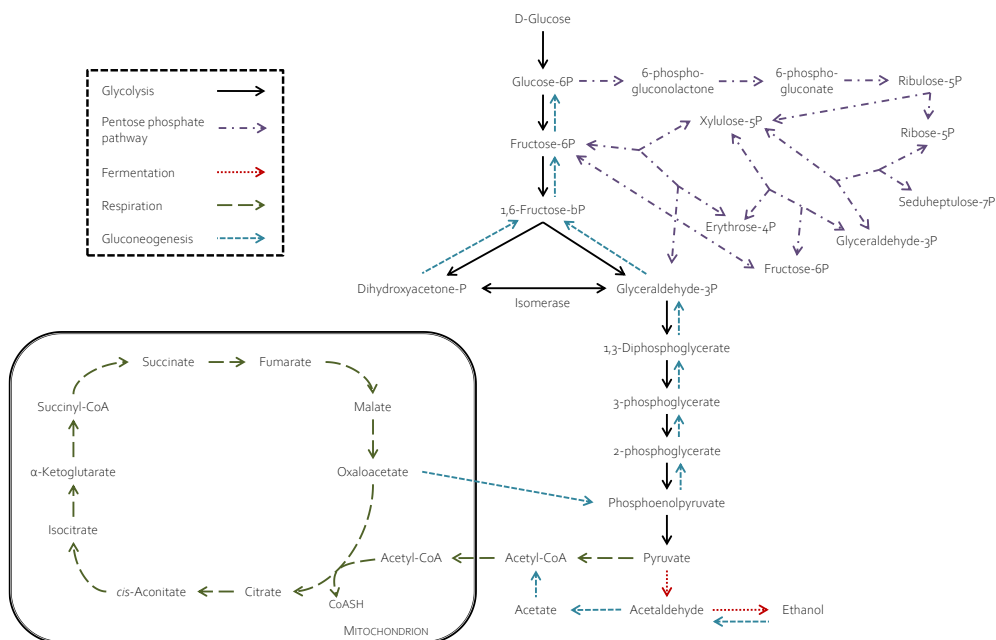 D-Glucose
Glycolysis
Pentose phosphate
pathway
Fermentation
Respiration
Gluconeogenesis
Glucose-6P
6-phospho-
gluconolactone
6-phospho-
gluconate
Ribulose-5P
Xylulose-5P
Ribose-5P
Fructose-6P
Seduheptulose-7P
1,6-Fructose-bP
Erythrose-4P
Glyceraldehyde-3P
Fructose-6P
Dihydroxyacetone-P
Isomerase
Glyceraldehyde-3P
1,3-Diphosphoglycerate
3-phosphoglycerate
2-phosphoglycerate
Phosphoenolpyruvate
Pyruvate
Acetyl-CoA
Acetate
Acetaldehyde
Ethanol
Succinate
Fumarate
Succinyl-CoA
Malate
α-Ketoglutarate
Oxaloacetate
Isocitrate
Acetyl-CoA
cis-Aconitate
Citrate
CoASH
MITOCHONDRION